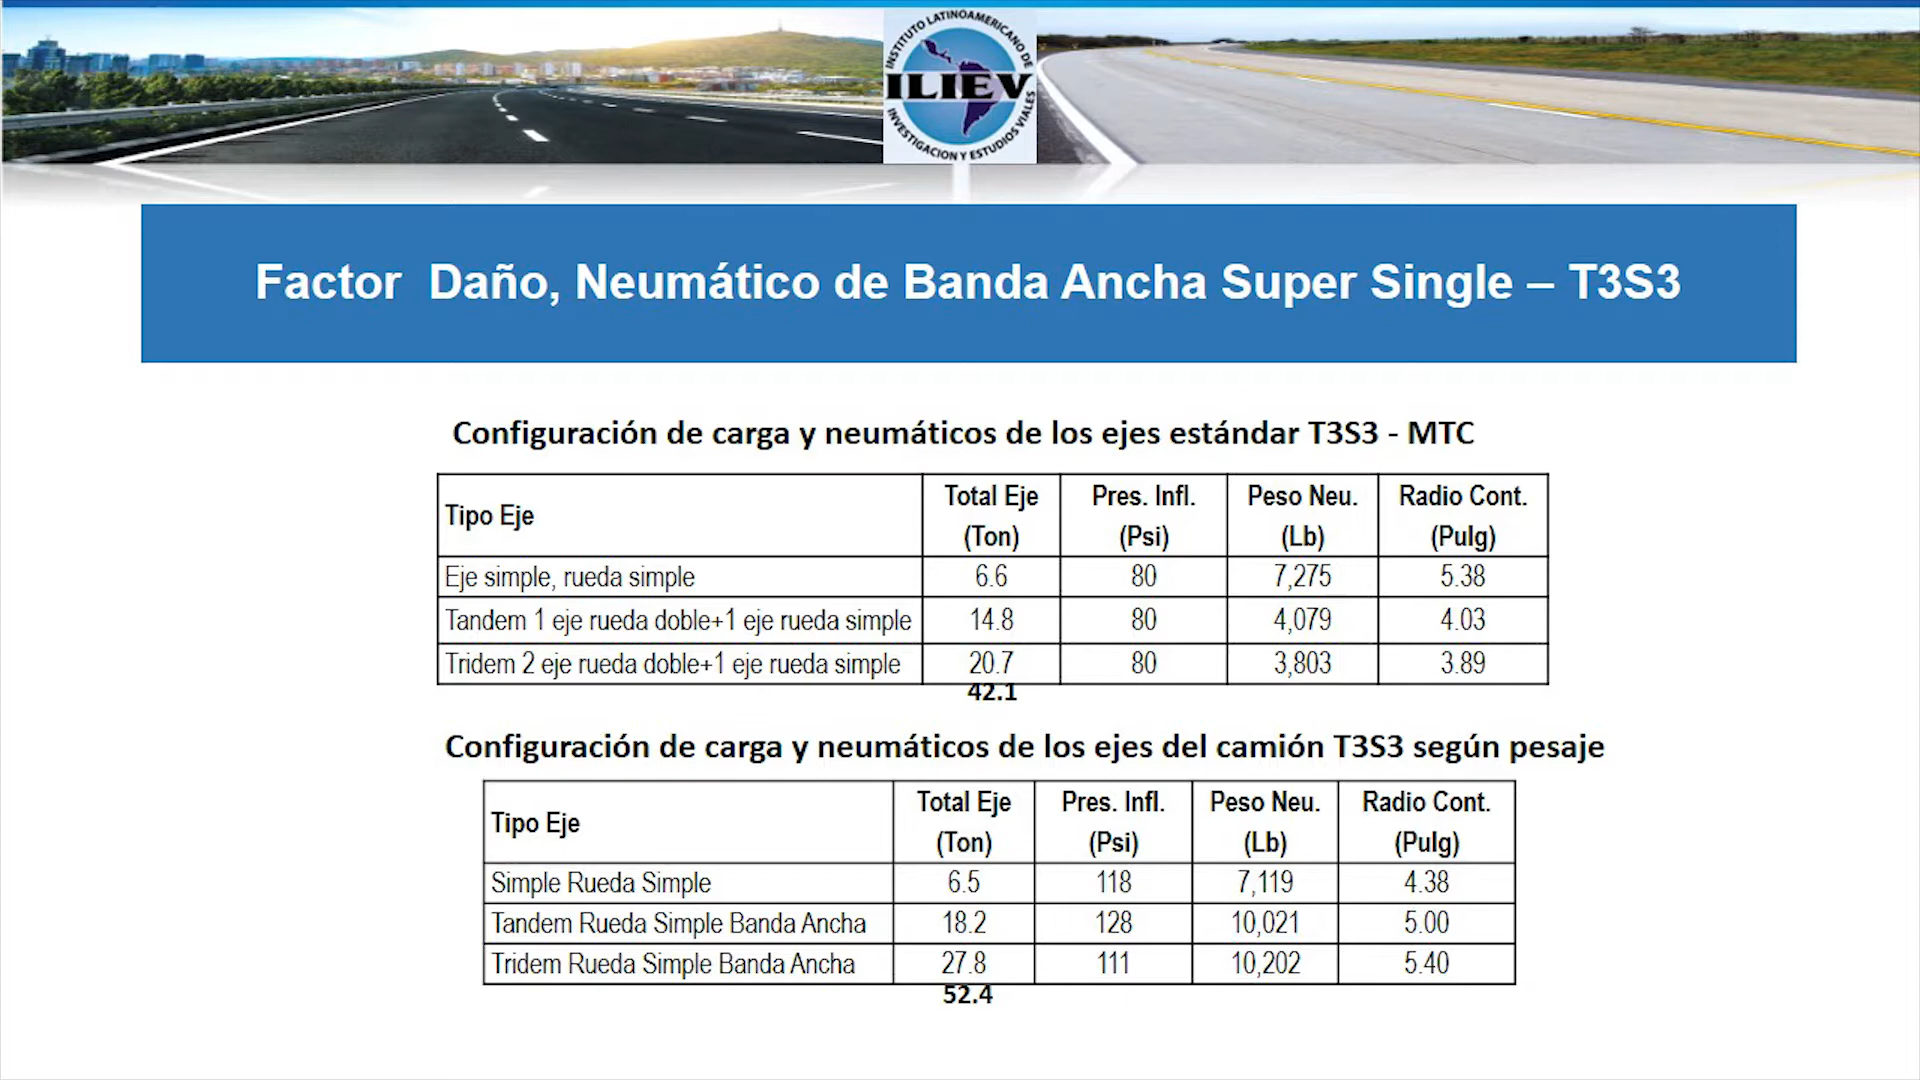 INSTITUTO LATINOAMERICANO DE
ILIEV
INVESTIGACION Y ESTUDIOS VIALES
Factor Daño, Neumático de Banda Ancha Super Single – T3S3
Configuración de carga y neumáticos de los ejes estándar T3S3 - MTC
Tipo Eje Total Eje (Ton) Pres. Infl. (Psi) Peso Neu. (Lb) Radio Cont. (Pulg)
Eje simple, rueda simple 6.6 80 7,275 5.38
Tandem 1 eje rueda doble+1 eje rueda simple 14.8 80 4,079 4.03
Tridem 2 eje rueda doble+1 eje rueda simple 20.7 80 3,803 3.89
42.1
Configuración de carga y neumáticos de los ejes del camión T3S3 según pesaje
Tipo Eje Total Eje (Ton) Pres. Infl. (Psi) Peso Neu. (Lb) Radio Cont. (Pulg)
Simple Rueda Simple 6.5 118 7,119 4.38
Tandem Rueda Simple Banda Ancha 18.2 128 10,021 5.00
Tridem Rueda Simple Banda Ancha 27.8 111 10,202 5.40
52.4